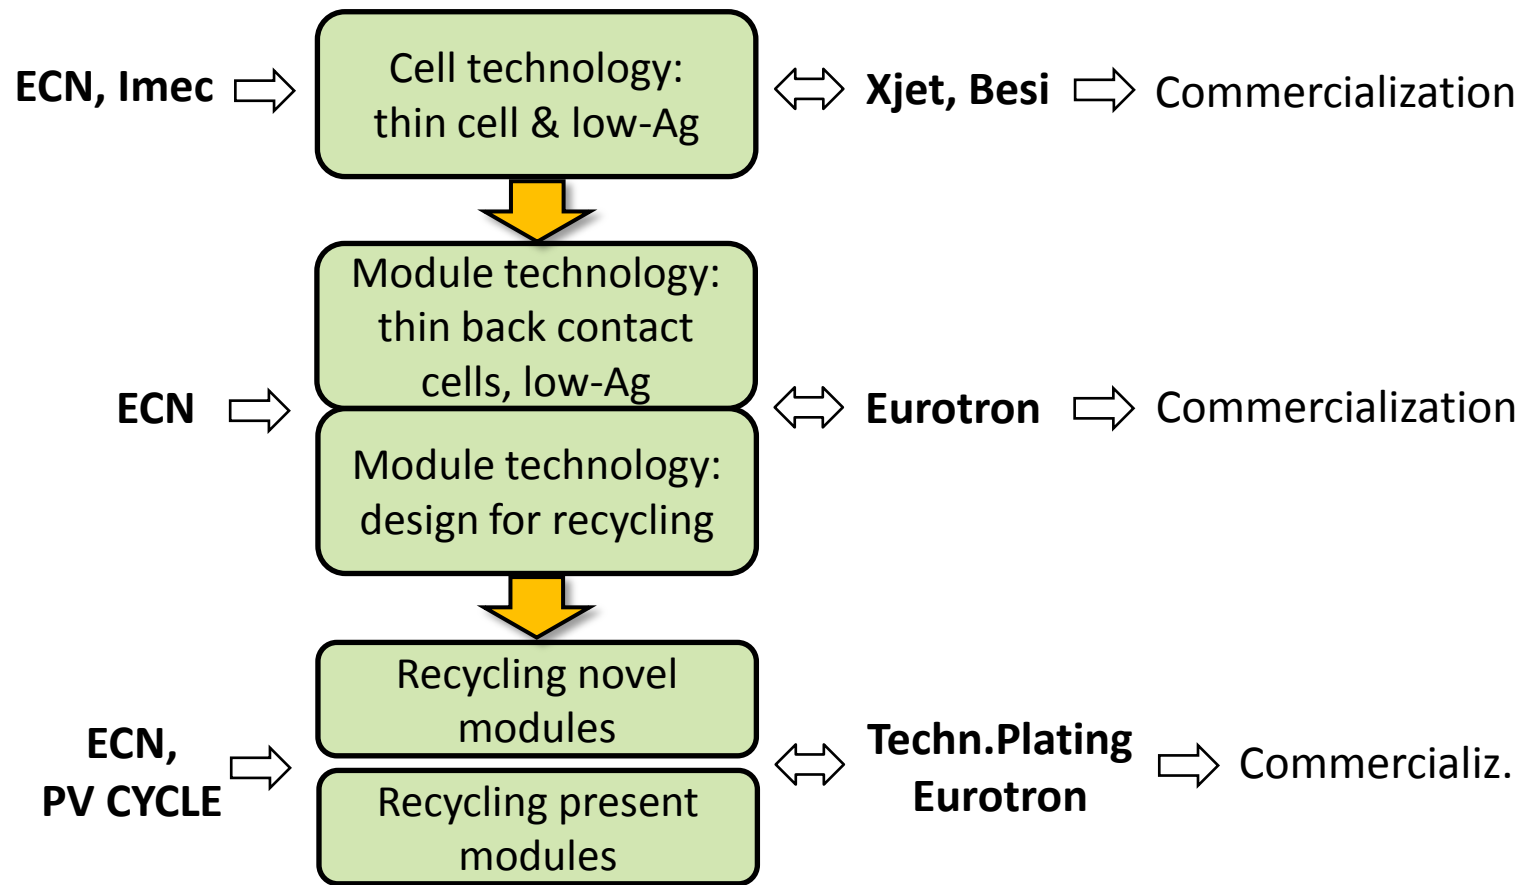 ECN, Imec
Cell technology:
thin cell & low-Ag
Xjet, Besi
Commercialization
ECN
Module technology:
thin back contact
cells, low-Ag
Module technology:
design for recycling
Eurotron
Commercialization
ECN,
PV CYCLE
Recycling novel
modules
Recycling present
modules
Techn.Plating
Eurotron
Commercializ.